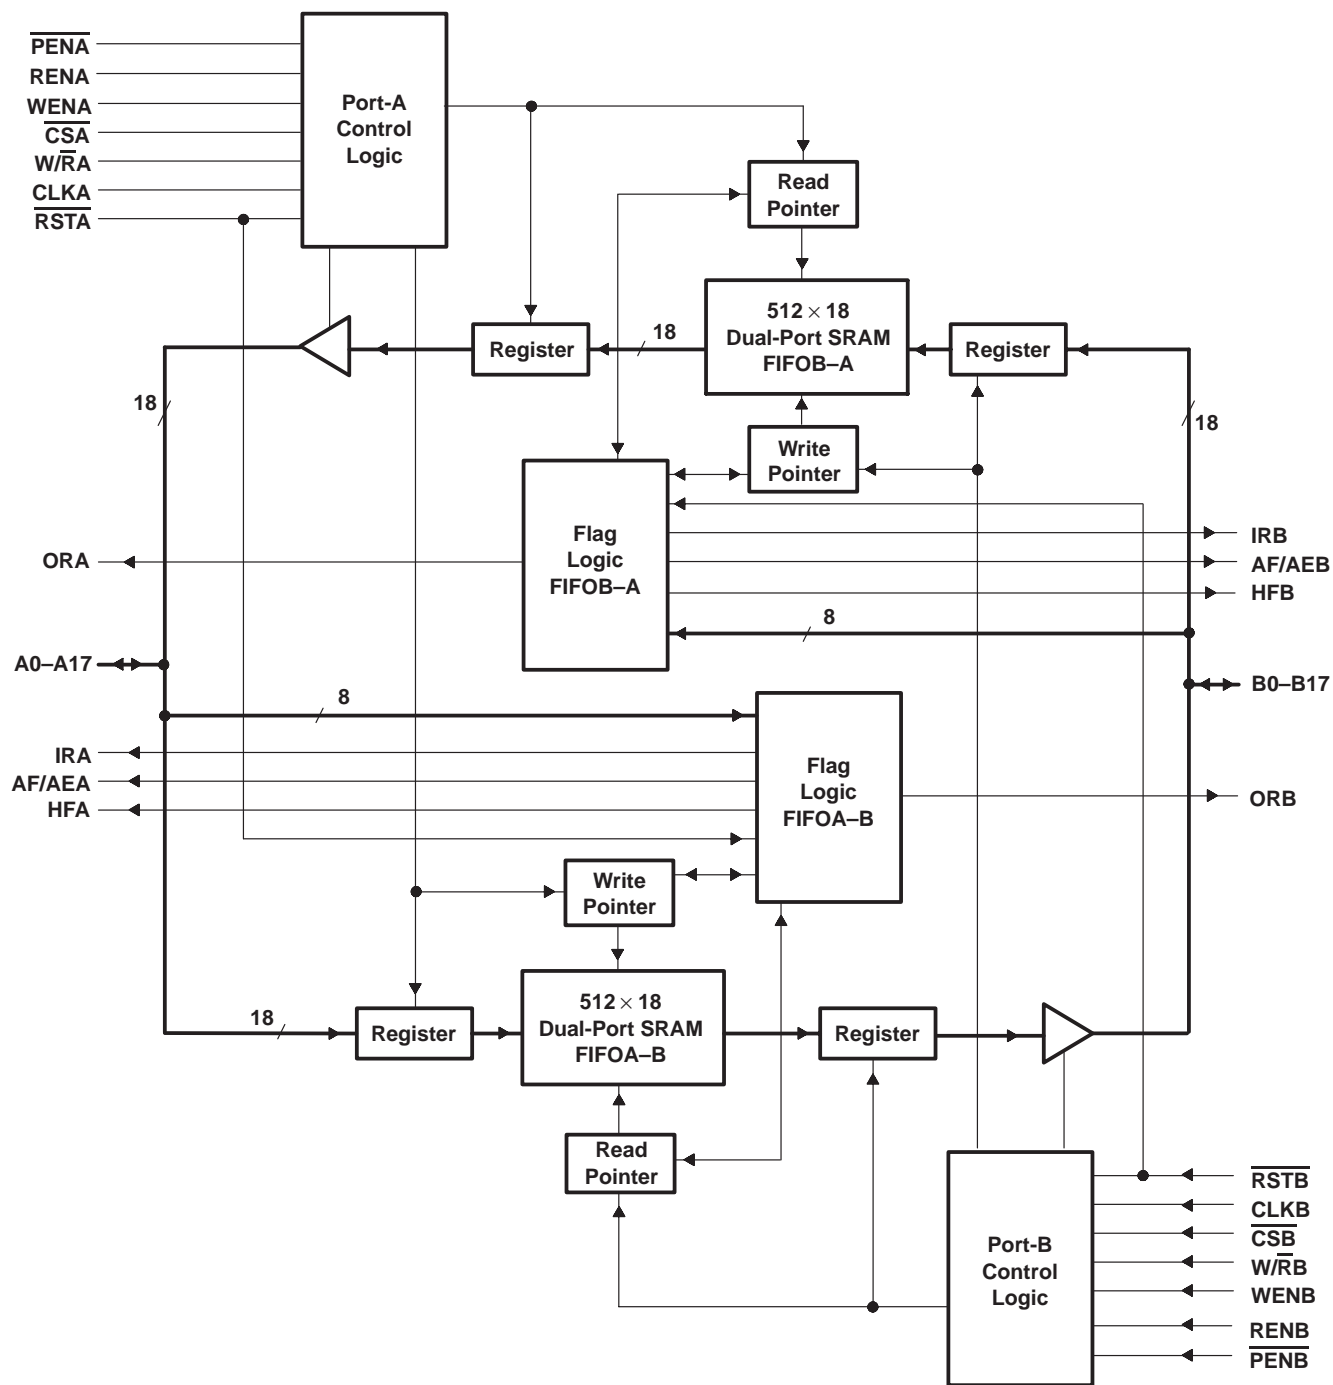 PENA
RENA
WENA
CSA
W/RA
CLKA
RSTA
Port-A
Control
Logic
Read
Pointer
512 × 18
Dual-Port SRAM
FIFOB–A
Register
18
Register
18
18
Write
Pointer
Flag
Logic
FIFOB–A
ORA
IRB
AF/AEB
HFB
8
A0–A17
B0–B17
8
IRA
AF/AEA
HFA
Flag
Logic
FIFOA–B
ORB
Write
Pointer
18
Register
512 × 18
Dual-Port SRAM
FIFOA–B
Register
Read
Pointer
Port-B
Control
Logic
RSTB
CLKB
CSB
W/RB
WENB
RENB
PENB